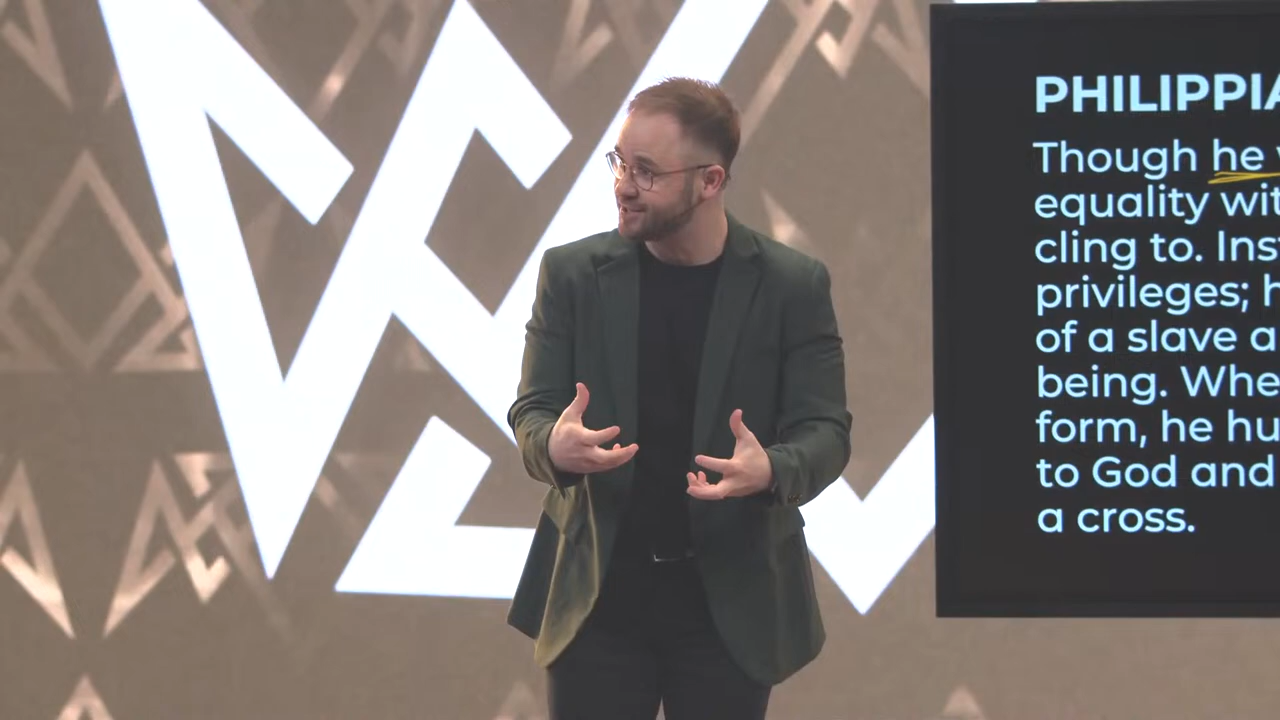 PHILIPPIA
Though he
equality wit
cling to. Ins
privileges; h
of a slave a
being. Whe
form, he hu
to God and
a cross.